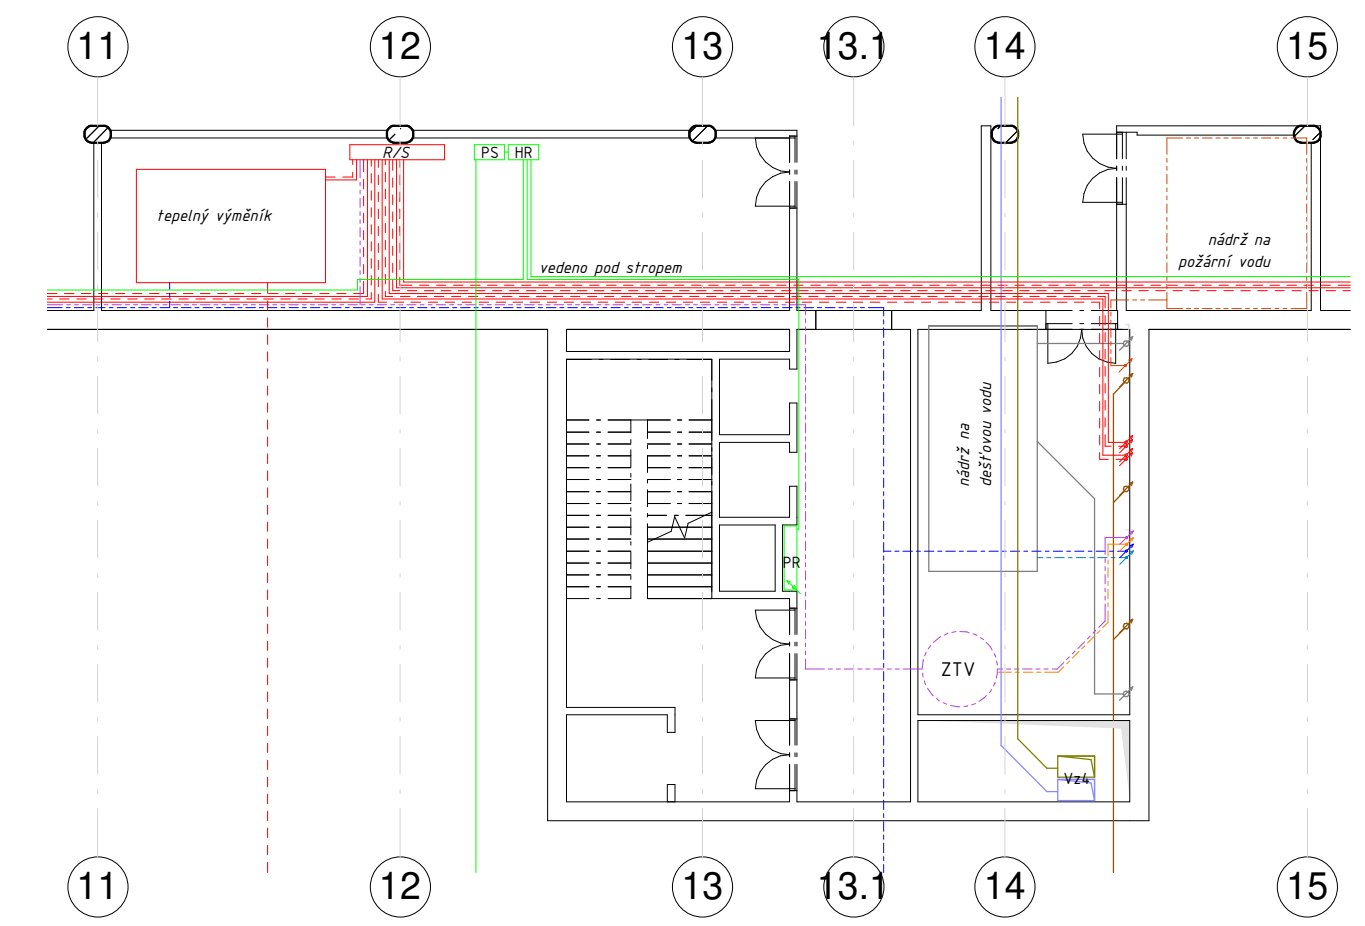 11 12 13 13.1 14 15
R/S PS HR
tepelný výměník
nádrž na
požární vodu
vedeno pod stropem
nádrž na
dešťovou vodu
PR
ZTV
Vz4
11 12 13 13.1 14 15